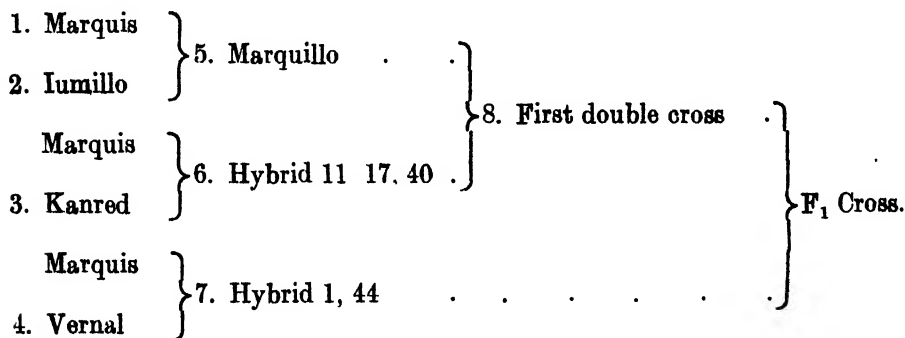 1. Marquis
5. Marquillo . .
2. Iumillo
8. First double cross .
Marquis
6. Hybrid 11 17. 40 .
3. Kanred
F₁ Cross.
Marquis
7. Hybrid 1, 44 . . . . . .
4. Vernal